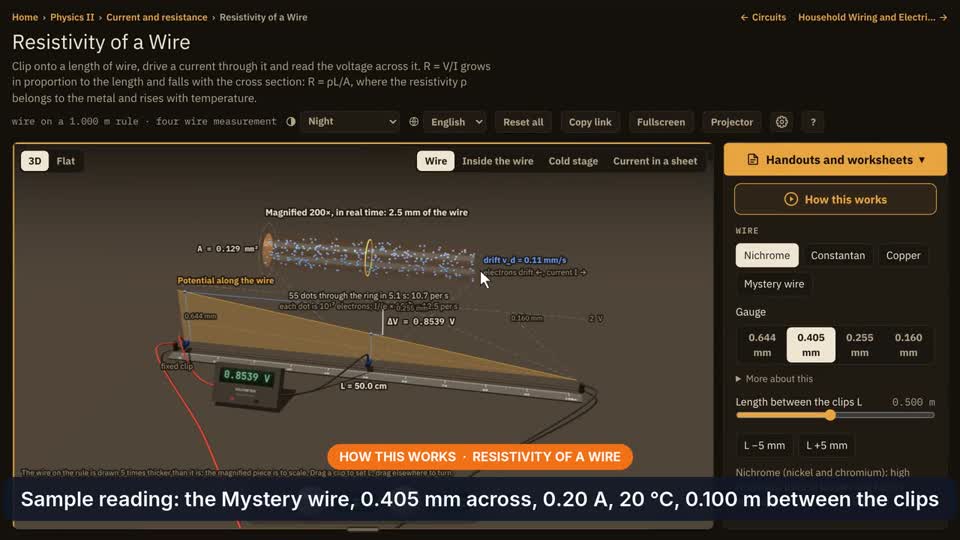 Home › Physics II › Current and resistance › Resistivity of a Wire
← Circuits Household Wiring and Electri... →
Resistivity of a Wire
Clip onto a length of wire, drive a current through it and read the voltage across it. R = V/I grows
in proportion to the length and falls with the cross section: R = ρL/A, where the resistivity ρ
belongs to the metal and rises with temperature.
wire on a 1.000 m rule · four wire measurement
Night
English
Reset all
Copy link
Fullscreen
Projector
?
3D Flat
Wire Inside the wire Cold stage Current in a sheet
Magnified 200×, in real time: 2.5 mm of the wire
A = 0.129 mm²
drift v_d = 0.11 mm/s
electrons drift ←, current I →
Potential along the wire
55 dots through the ring in 5.1 s: 10.7 per s
0.644 mm
0.160 mm
2 V
ΔV = 0.8539 V
fixed clip
0.8539 V
L = 50.0 cm
The wire on the rule is drawn 5 times thicker than it is; the magnified piece is to scale. Drag a clip to set L, drag elsewhere to turn.
Handouts and worksheets ▼
How this works
WIRE
Nichrome Constantan Copper
Mystery wire
Gauge
0.644 mm
0.405 mm
0.255 mm
0.160 mm
▶ More about this
Length between the clips L 0.500 m
L −5 mm L +5 mm
Nichrome (nickel and chromium): high
HOW THIS WORKS · RESISTIVITY OF A WIRE
Sample reading: the Mystery wire, 0.405 mm across, 0.20 A, 20 °C, 0.100 m between the clips